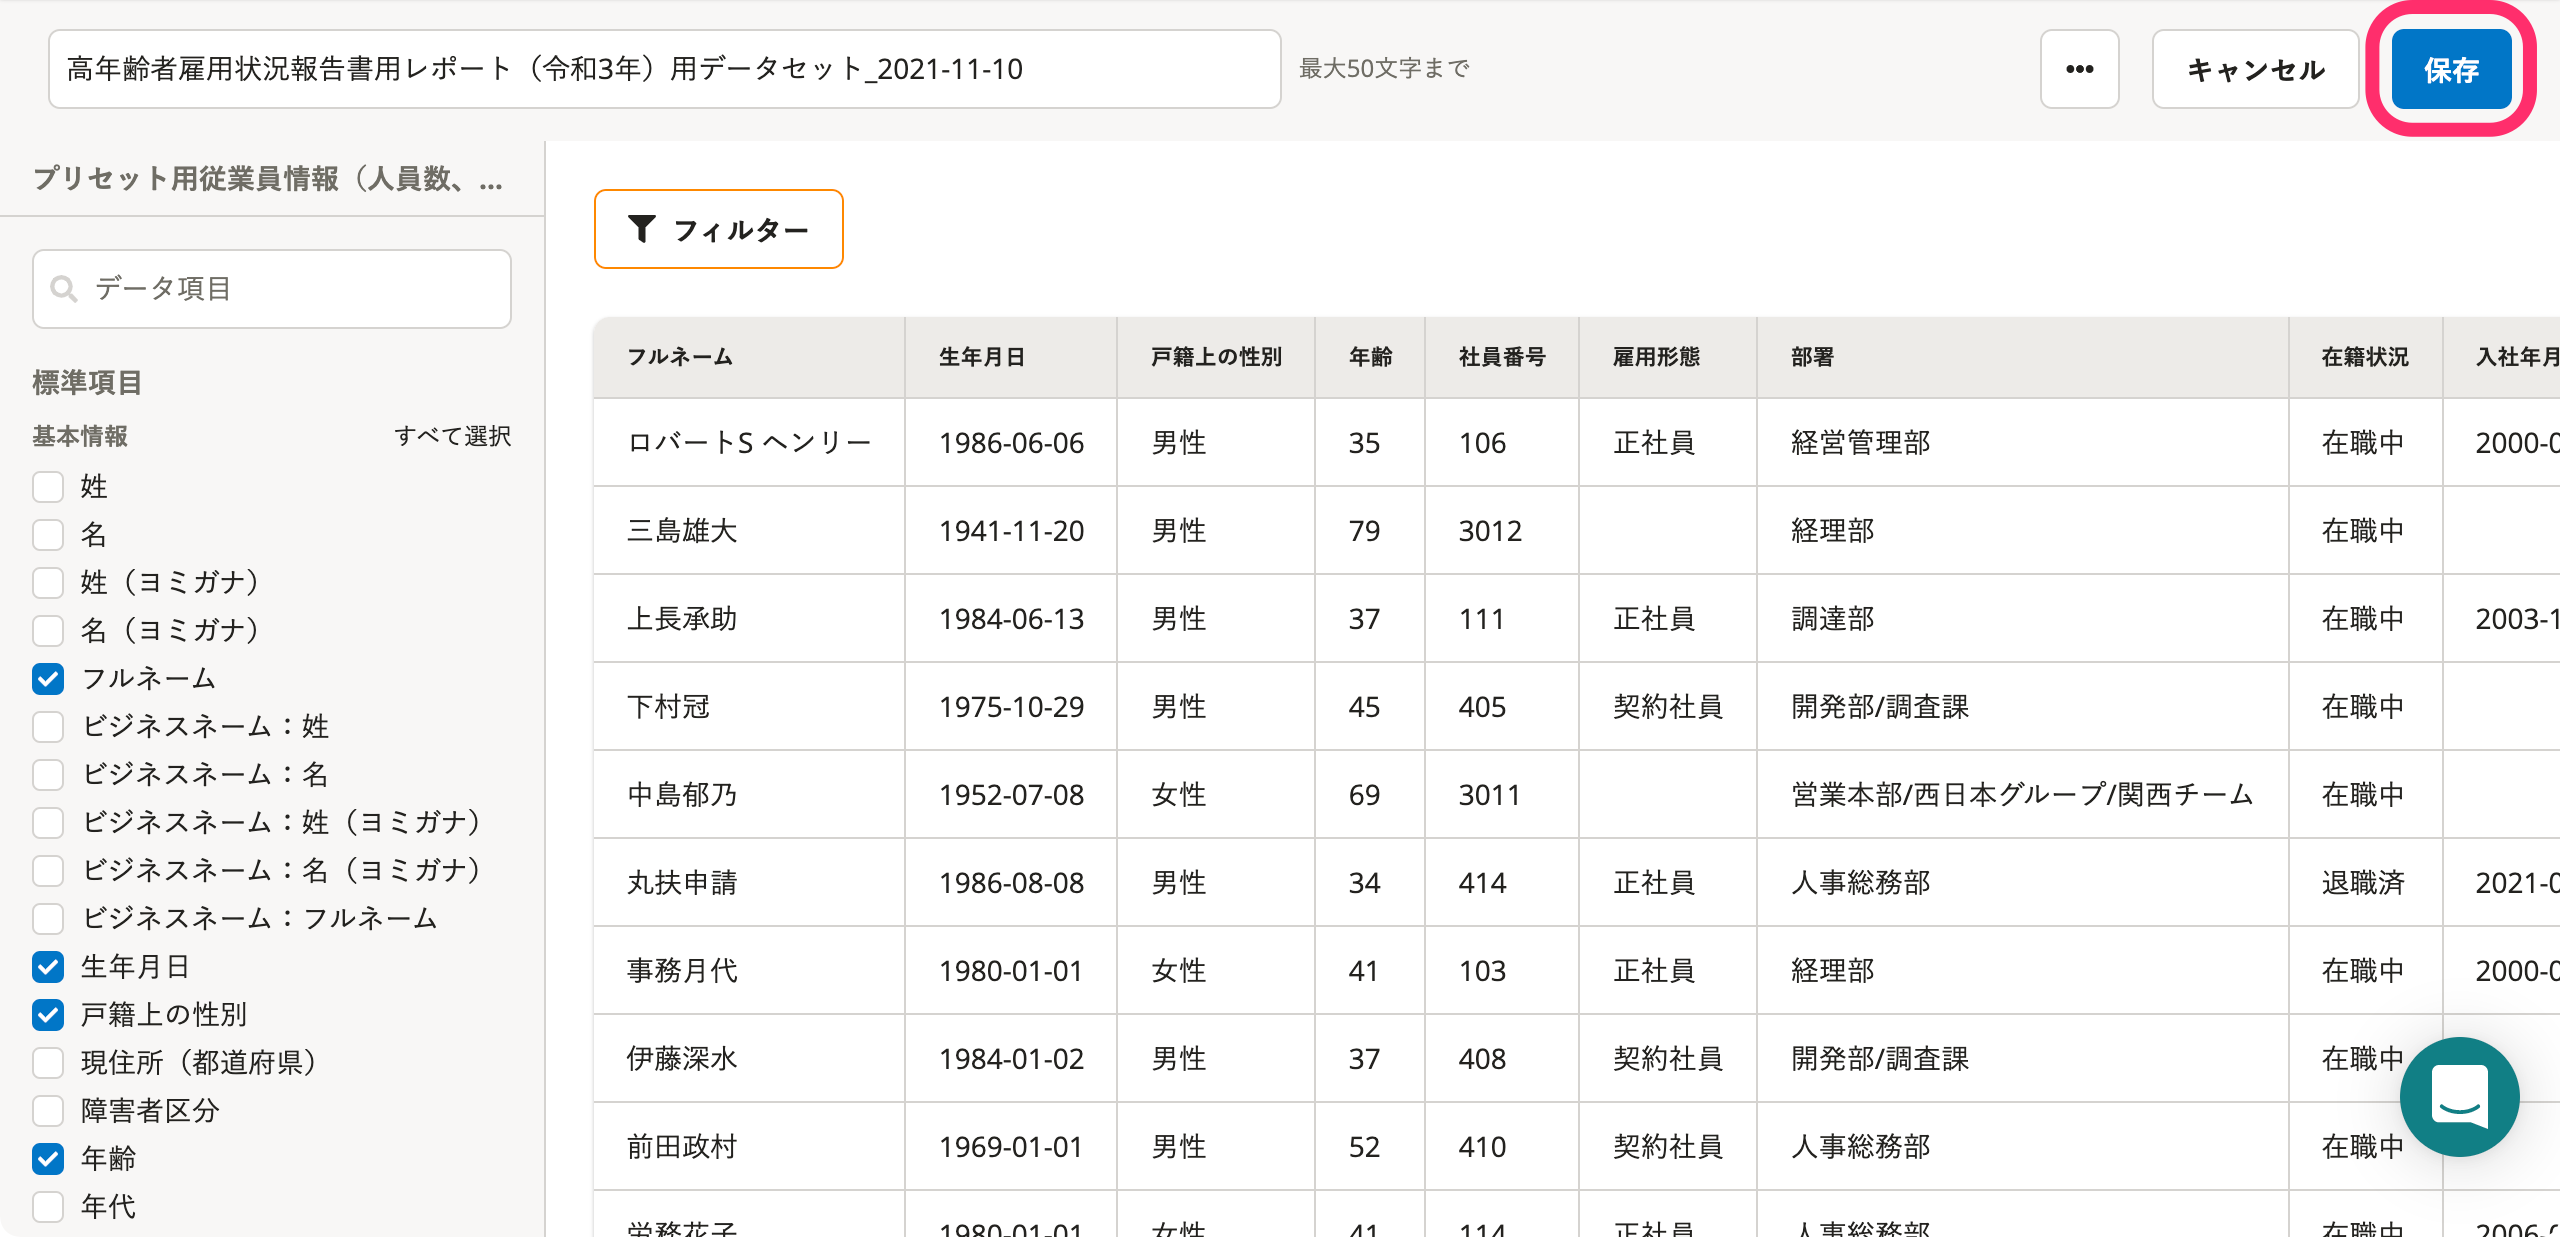 高年齢者雇用状況報告書用レポート（令和3年）用データセット_2021-11-10 最大50文字まで ••• キャンセル 保存
プリセット用従業員情報（人員数、...
フィルター
データ項目
標準項目
基本情報 すべて選択
姓
名
姓（ヨミガナ）
名（ヨミガナ）
フルネーム
ビジネスネーム：姓
ビジネスネーム：名
ビジネスネーム：姓（ヨミガナ）
ビジネスネーム：名（ヨミガナ）
ビジネスネーム：フルネーム
生年月日
戸籍上の性別
現住所（都道府県）
障害者区分
年齢
年代
フルネーム 生年月日 戸籍上の性別 年齢 社員番号 雇用形態 部署 在籍状況 入社年月
ロバートS ヘンリー 1986-06-06 男性 35 106 正社員 経営管理部 在職中 2000-0
三島雄大 1941-11-20 男性 79 3012 経理部 在職中
上長承助 1984-06-13 男性 37 111 正社員 調達部 在職中 2003-1
下村冠 1975-10-29 男性 45 405 契約社員 開発部/調査課 在職中
中島郁乃 1952-07-08 女性 69 3011 営業本部/西日本グループ/関西チーム 在職中
丸扶申請 1986-08-08 男性 34 414 正社員 人事総務部 退職済 2021-0
事務月代 1980-01-01 女性 41 103 正社員 経理部 在職中 2000-0
伊藤深水 1984-01-02 男性 37 408 契約社員 開発部/調査課 在職中
前田政村 1969-01-01 男性 52 410 契約社員 人事総務部 在職中
労務花子 1980-01-01 女性 41 114 正社員 人事総務部 在職中 2006-